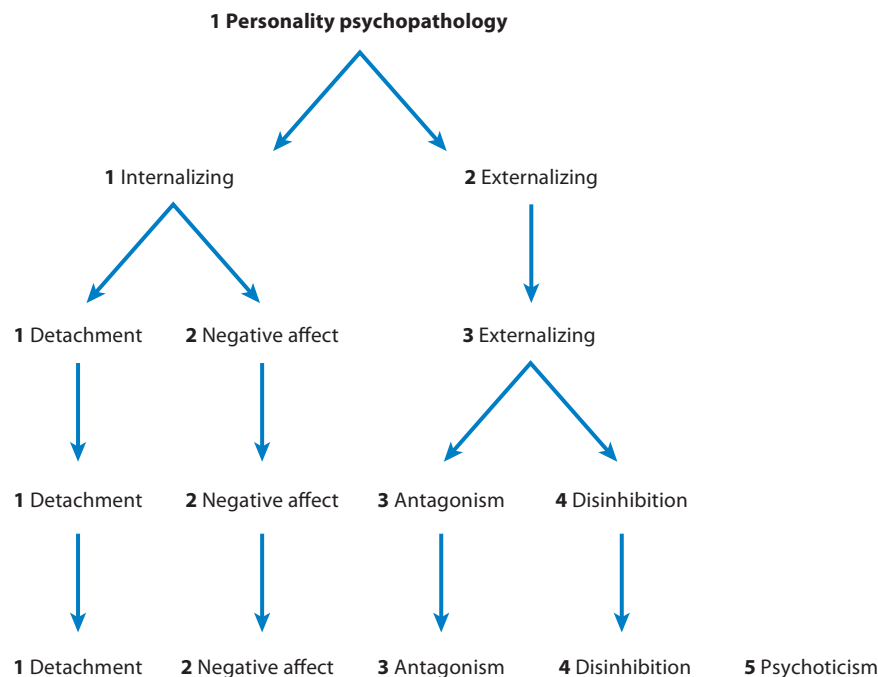 1 Personality psychopathology
1 Internalizing
2 Externalizing
1 Detachment
2 Negative affect
3 Externalizing
1 Detachment
2 Negative affect
3 Antagonism
4 Disinhibition
1 Detachment
2 Negative affect
3 Antagonism
4 Disinhibition
5 Psychoticism